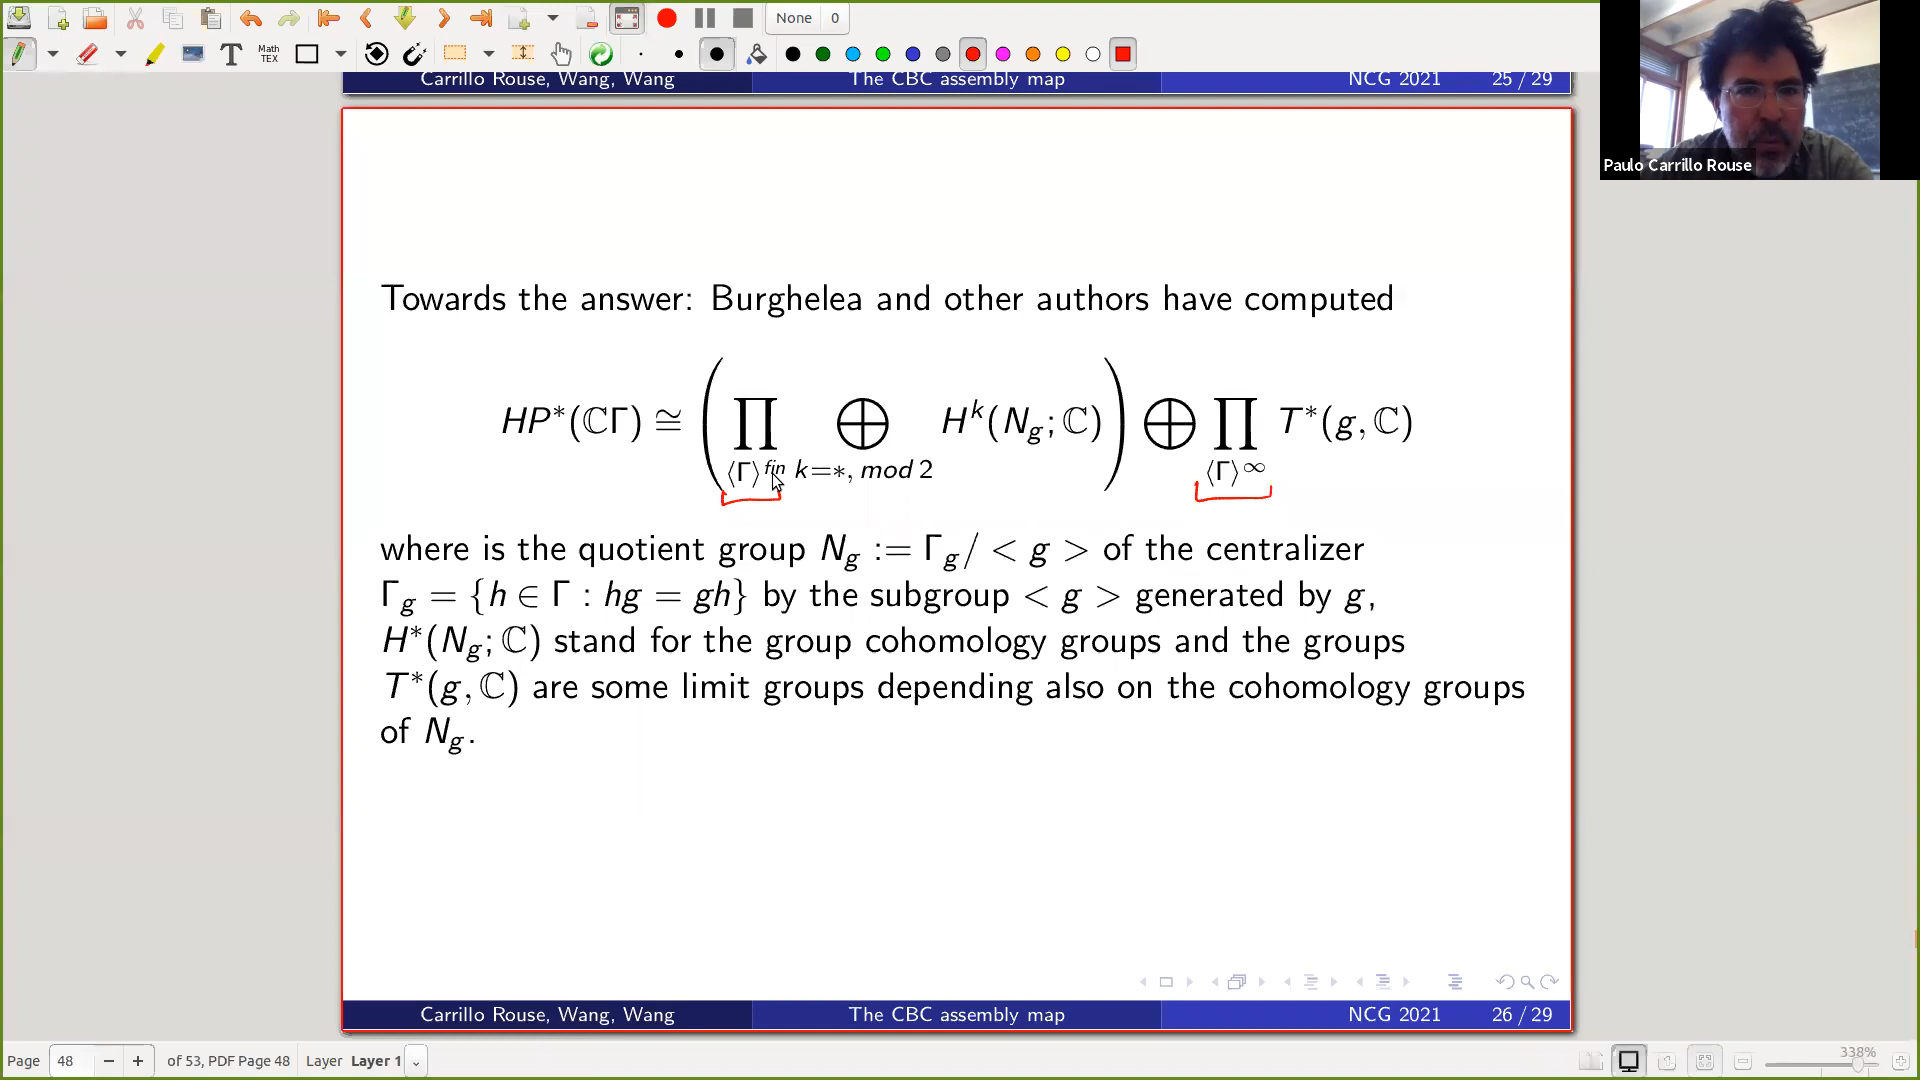 None 0
Math
TEX
Carrillo Rouse, Wang, Wang The CBC assembly map NCG 2021 25 / 29
Paulo Carrillo Rouse
Towards the answer: Burghelea and other authors have computed
HP*(ℂΓ) ≅ ( ∏ ⊕ H^k(N_g; ℂ) ) ⊕ ∏ T*(g, ℂ)
⟨Γ⟩^fin k=*, mod 2 ⟨Γ⟩^∞
where is the quotient group N_g := Γ_g/ < g > of the centralizer
Γ_g = {h ∈ Γ : hg = gh} by the subgroup < g > generated by g,
H*(N_g; ℂ) stand for the group cohomology groups and the groups
T*(g, ℂ) are some limit groups depending also on the cohomology groups
of N_g.
Carrillo Rouse, Wang, Wang The CBC assembly map NCG 2021 26 / 29
Page 48 of 53, PDF Page 48 Layer Layer 1 338%